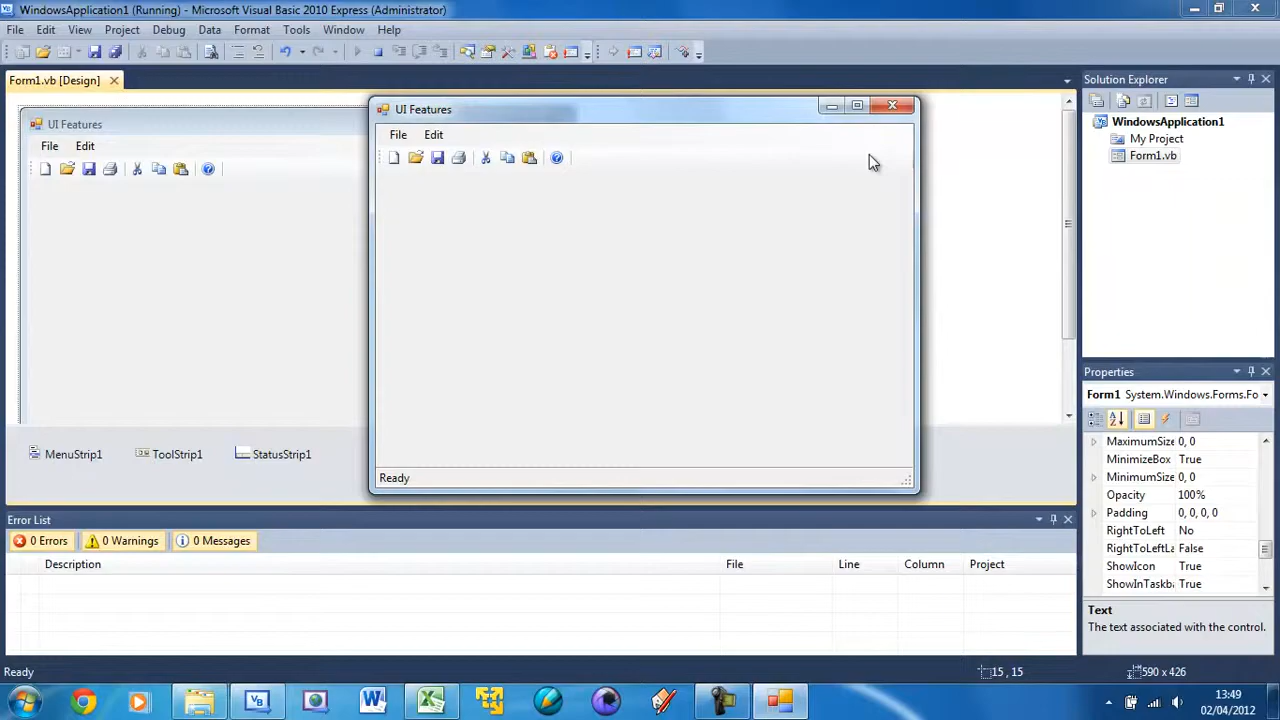 WindowsApplication1 (Running) - Microsoft Visual Basic 2010 Express (Administrator)
File Edit View Project Debug Data Format Tools Window Help
Form1.vb [Design]
UI Features
File Edit
UI Features
File Edit
Ready
MenuStrip1 ToolStrip1 StatusStrip1
Solution Explorer
WindowsApplication1
My Project
Form1.vb
Properties
Form1 System.Windows.Forms.Fo
MaximumSize 0, 0
MinimizeBox True
MinimumSize 0, 0
Opacity 100%
Padding 0, 0, 0, 0
RightToLeft No
RightToLeftLa False
ShowIcon True
ShowInTaskba True
Text
The text associated with the control.
Error List
0 Errors 0 Warnings 0 Messages
Description File Line Column Project
Ready 15, 15 590 x 426
13:49
02/04/2012